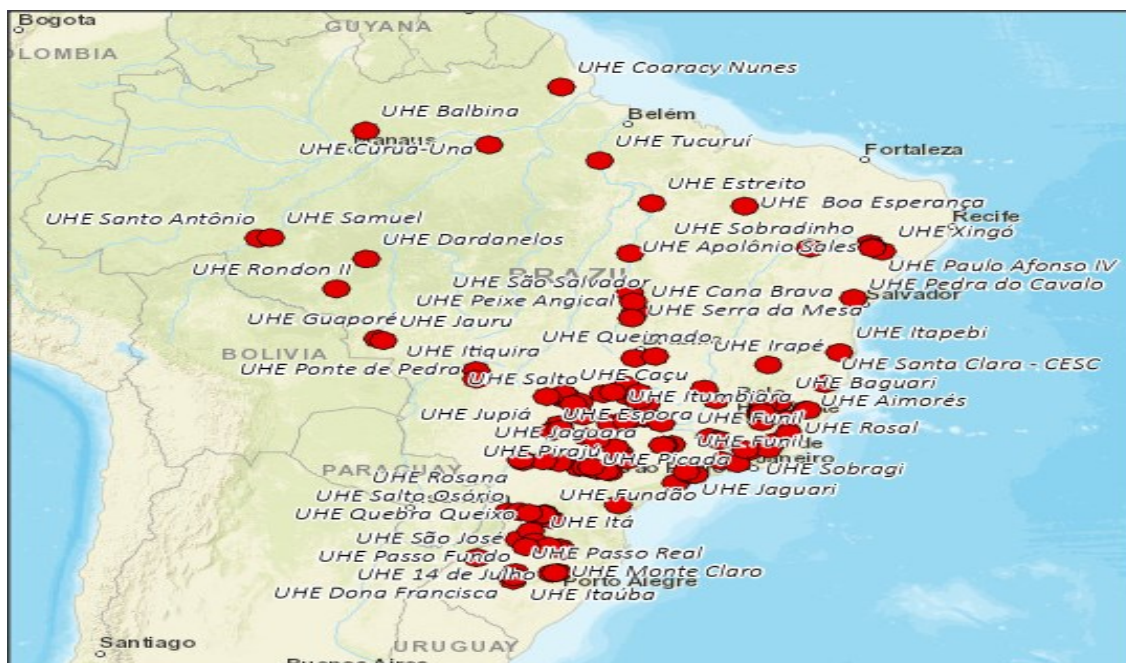 Bogota
GUYANA
OLOMBIA
UHE Coaracy Nunes
UHE Balbina
Belém
Manaus
UHE Curuá-Una
UHE Tucuruí
Fortaleza
UHE Estreito
UHE Boa Esperança
UHE Santo Antônio
UHE Samuel
UHE Sobradinho
Recife
UHE Xingó
UHE Dardanelos
UHE Apolônio Sales
UHE Rondon II
BRAZIL
UHE Paulo Afonso IV
UHE São Salvador
UHE Cana Brava
UHE Pedra do Cavalo
UHE Peixe Angical
Salvador
UHE Serra da Mesa
UHE Guaporé
UHE Jauru
UHE Queimado
UHE Irapé
UHE Itapebi
BOLIVIA
UHE Itiquira
UHE Santa Clara - CESC
UHE Ponte de Pedra
UHE Salto
UHE Caçu
UHE Baguari
UHE Itumbiara
UHE Aimorés
UHE Jupiá
UHE Espora
UHE Funil
UHE Jaguara
UHE Rosal
UHE Funil
UHE Pirajú
UHE Picada
PARAGUAY
UHE Rosana
UHE Sobragi
UHE Salto Osório
UHE Fundão
UHE Jaguari
UHE Quebra Queixo
UHE Itá
UHE São José
UHE Passo Fundo
UHE Passo Real
UHE 14 de Julho
UHE Monte Claro
Porto Alegre
UHE Dona Francisca
UHE Itaúba
Santiago
URUGUAY
Buenos Aires